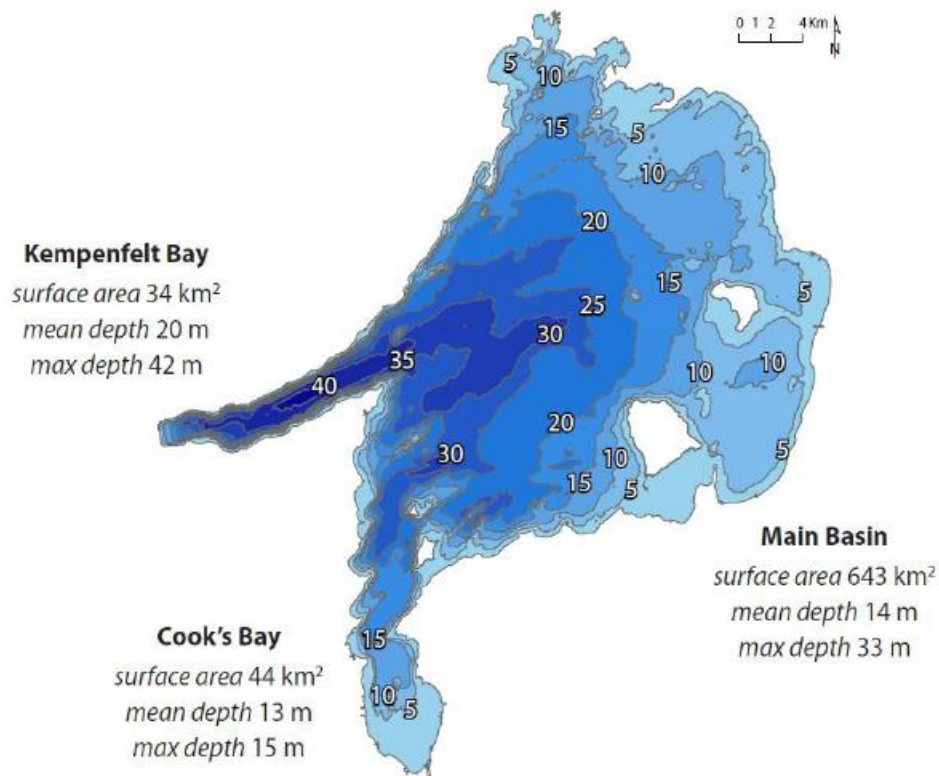 0 1 2 4 Km
N
5
10
15
5
10
20
15
5
25
30
35
40
10
10
20
30
10
15
5
5
15
10
5
Kempenfelt Bay
surface area 34 km²
mean depth 20 m
max depth 42 m
Main Basin
surface area 643 km²
mean depth 14 m
max depth 33 m
Cook's Bay
surface area 44 km²
mean depth 13 m
max depth 15 m